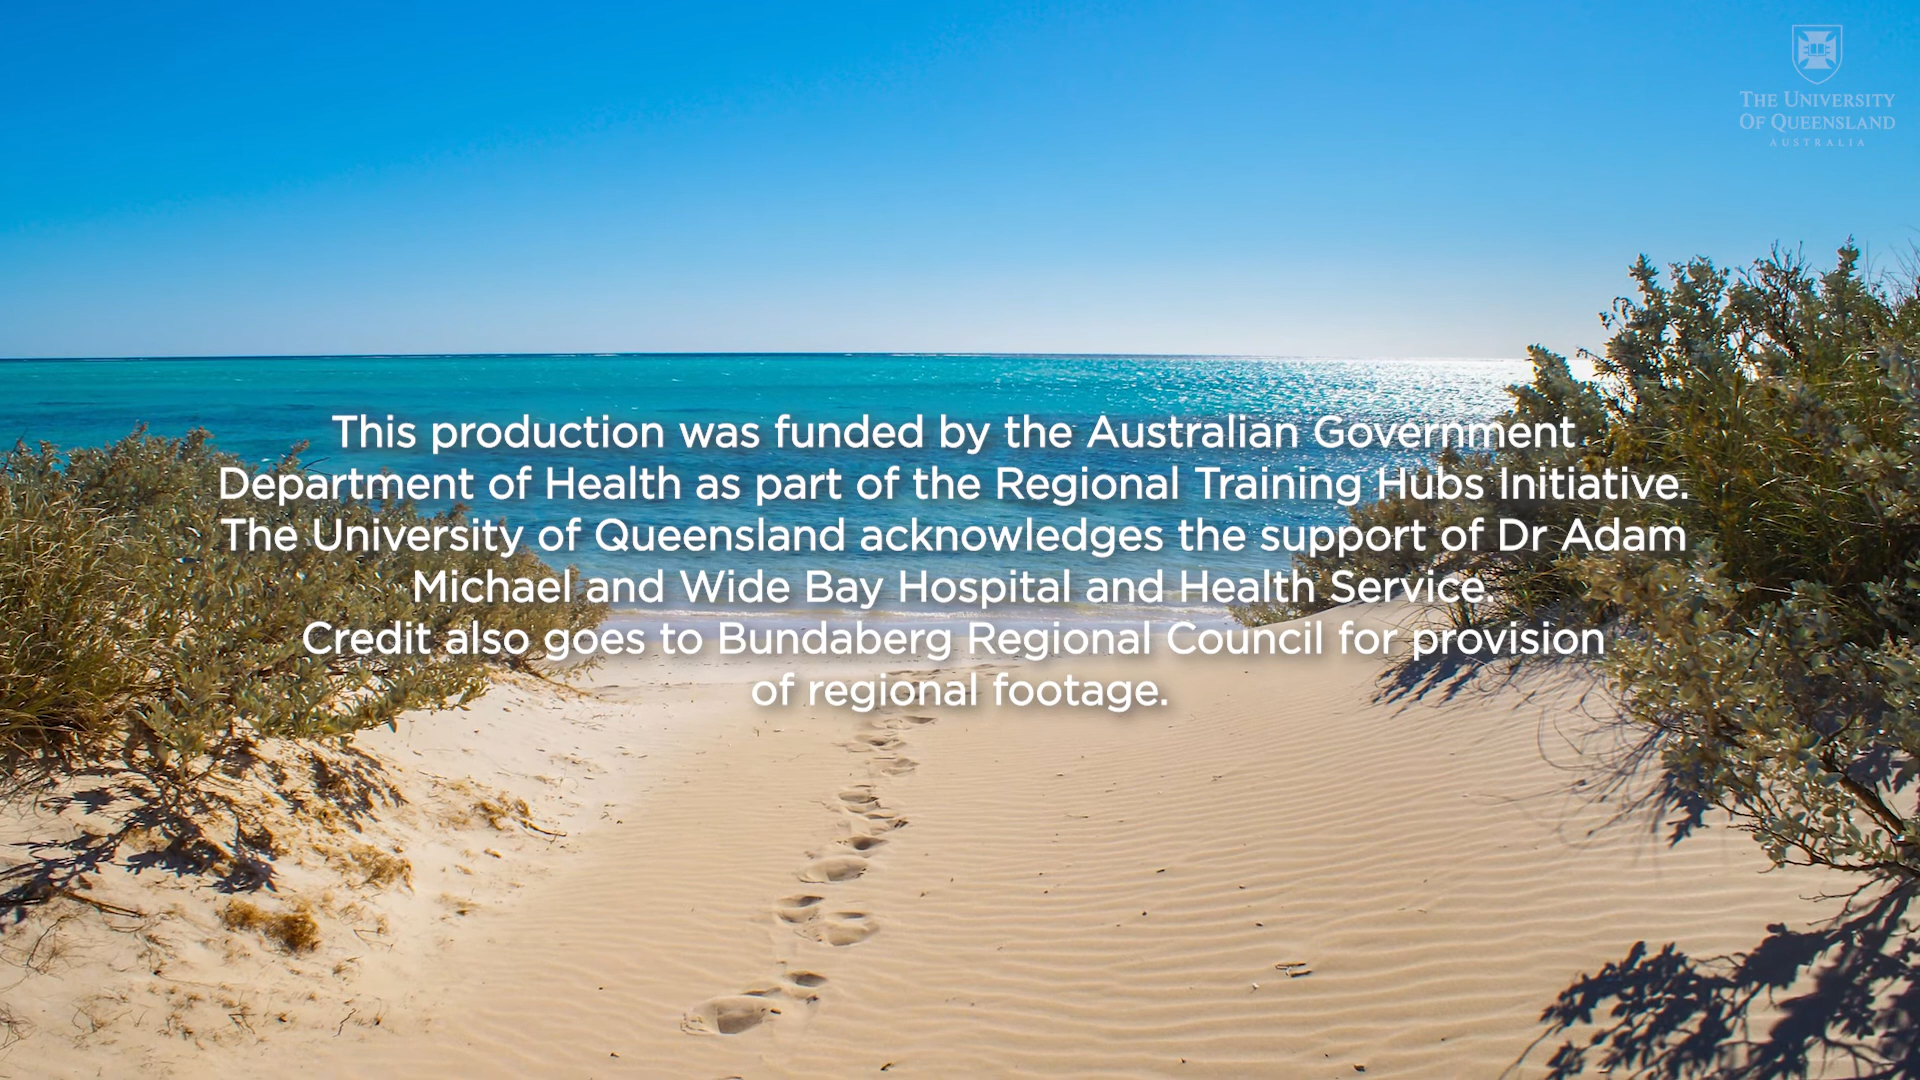 THE UNIVERSITY
OF QUEENSLAND
AUSTRALIA
This production was funded by the Australian Government
Department of Health as part of the Regional Training Hubs Initiative.
The University of Queensland acknowledges the support of Dr Adam
Michael and Wide Bay Hospital and Health Service.
Credit also goes to Bundaberg Regional Council for provision
of regional footage.